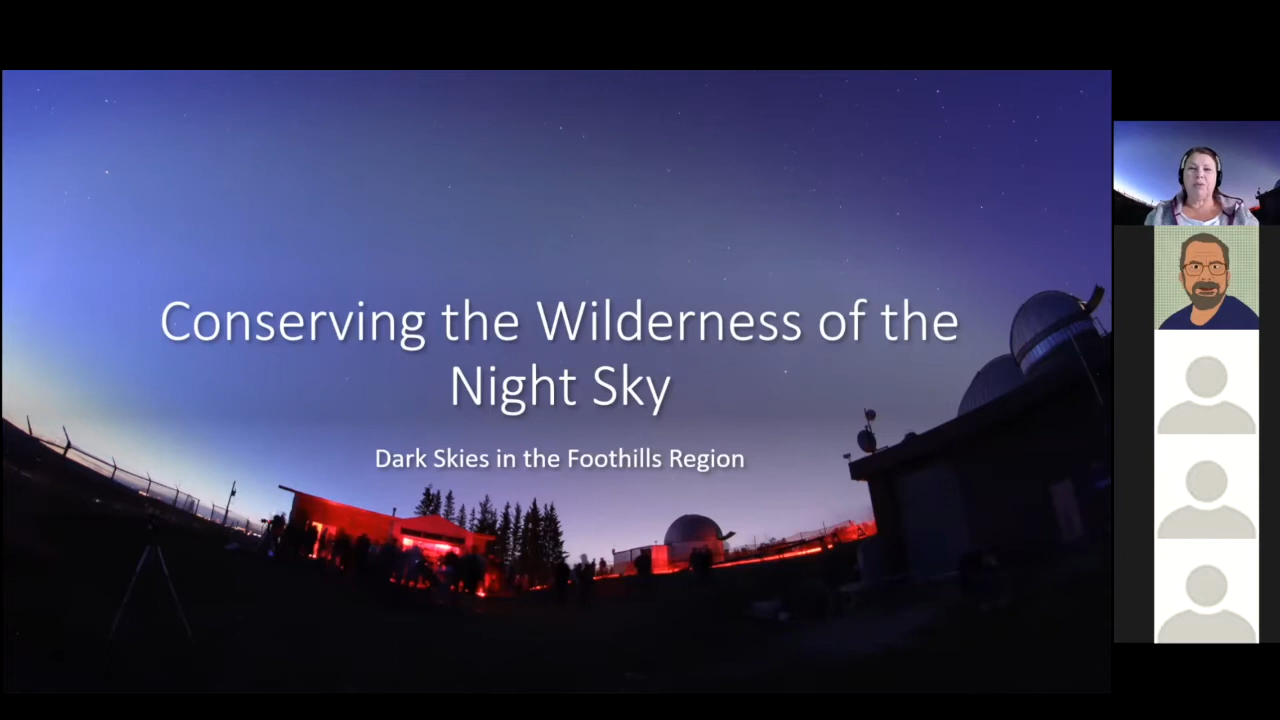 Conserving the Wilderness of the
Night Sky
Dark Skies in the Foothills Region